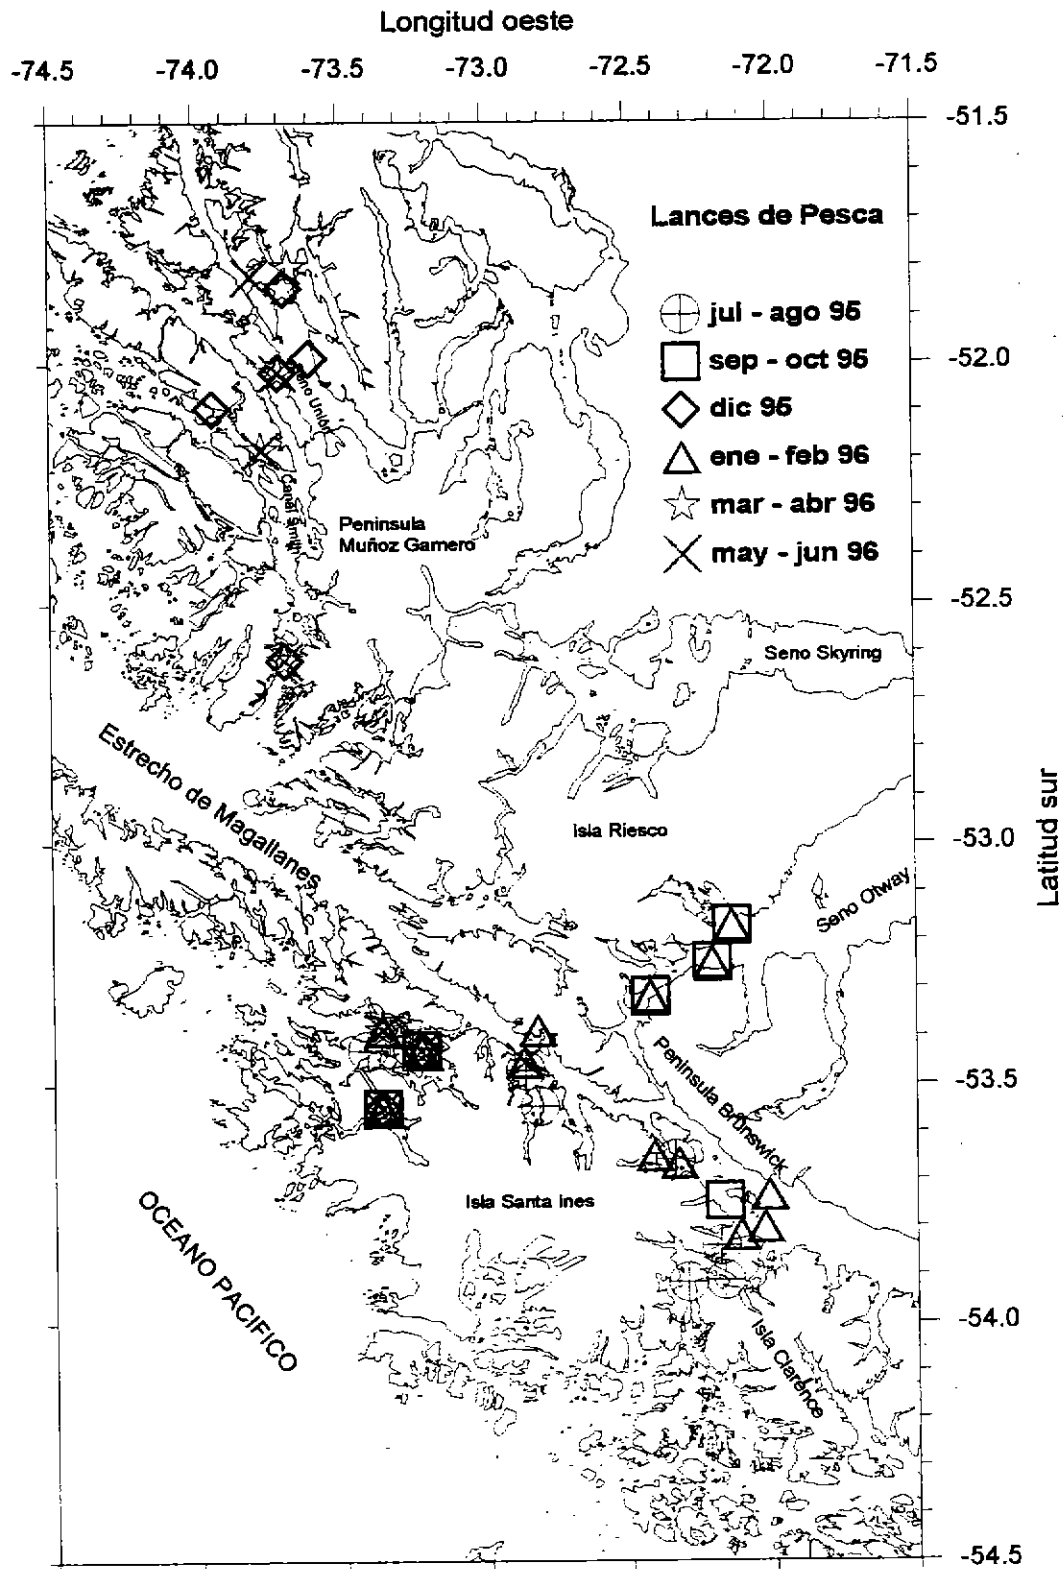 Longitud oeste
-74.5 -74.0 -73.5 -73.0 -72.5 -72.0 -71.5
-51.5
Lances de Pesca
jul - ago 95
sep - oct 95
dic 95
ene - feb 96
mar - abr 96
may - jun 96
-52.0
Seno Unión
Canal Smith
Peninsula
Muñoz Gamero
-52.5
Seno Skyring
Estrecho de Magallanes
Isla Riesco
-53.0
Latitud sur
Seno Otway
-53.5
Peninsula Brunswick
Isla Santa Ines
OCEANO PACIFICO
-54.0
Isla Clarence
-54.5